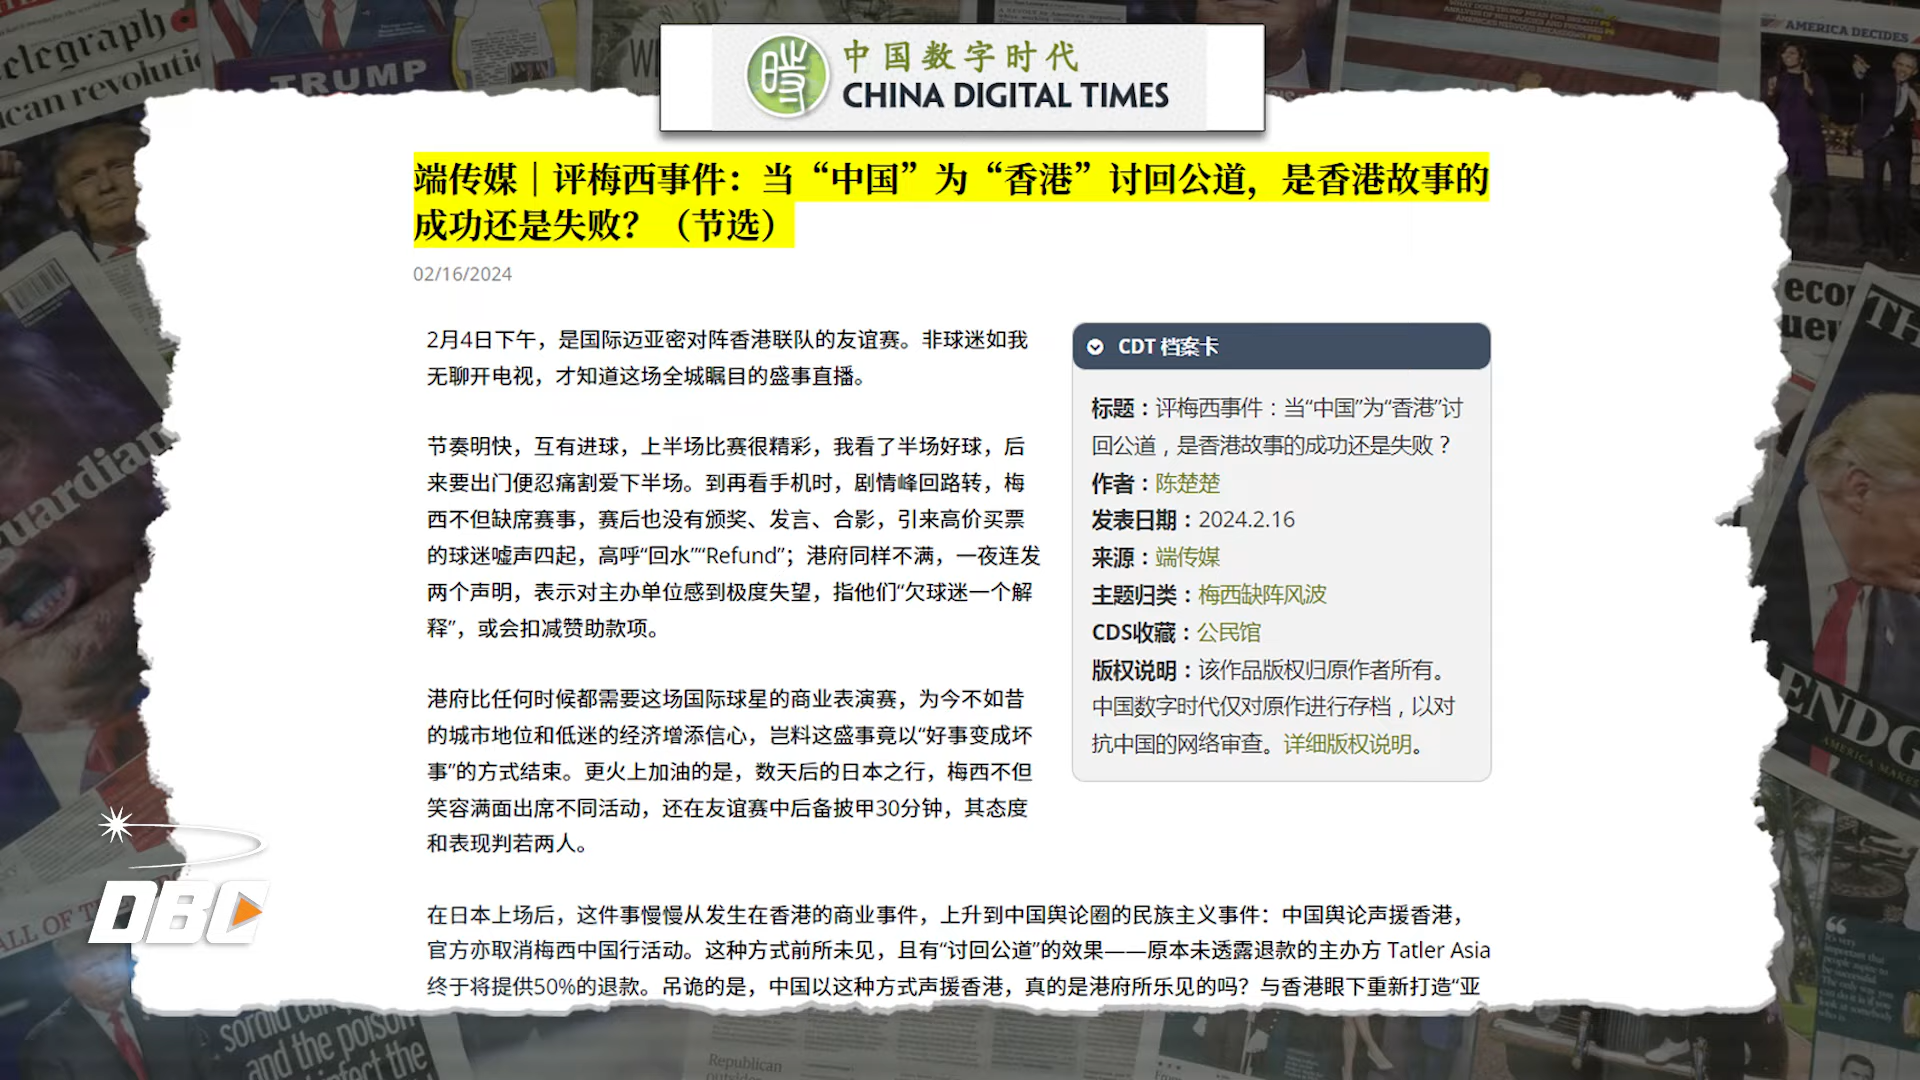 elegraph
can revolutio
TRUMP
AMERICA DECIDES
中国数字时代
CHINA DIGITAL TIMES
端传媒｜评梅西事件：当“中国”为“香港”讨回公道，是香港故事的
成功还是失败？（节选）
02/16/2024
2月4日下午，是国际迈亚密对阵香港联队的友谊赛。非球迷如我
无聊开电视，才知道这场全城瞩目的盛事直播。
节奏明快，互有进球，上半场比赛很精彩，我看了半场好球，后
来要出门便忍痛割爱下半场。到再看手机时，剧情峰回路转，梅
西不但缺席赛事，赛后也没有颁奖、发言、合影，引来高价买票
的球迷嘘声四起，高呼“回水”“Refund”；港府同样不满，一夜连发
两个声明，表示对主办单位感到极度失望，指他们“欠球迷一个解
释”，或会扣减赞助款项。
港府比任何时候都需要这场国际球星的商业表演赛，为今不如昔
的城市地位和低迷的经济增添信心，岂料这盛事竟以“好事变成坏
事”的方式结束。更火上加油的是，数天后的日本之行，梅西不但
笑容满面出席不同活动，还在友谊赛中后备披甲30分钟，其态度
和表现判若两人。
在日本上场后，这件事慢慢从发生在香港的商业事件，上升到中国舆论圈的民族主义事件：中国舆论声援香港，
官方亦取消梅西中国行活动。这种方式前所未见，且有“讨回公道”的效果——原本未透露退款的主办方 Tatler Asia
终于将提供50%的退款。吊诡的是，中国以这种方式声援香港，真的是港府所乐见的吗？与香港眼下重新打造“亚
CDT 档案卡
标题：评梅西事件：当“中国”为“香港”讨
回公道，是香港故事的成功还是失败？
作者：陈楚楚
发表日期：2024.2.16
来源：端传媒
主题归类：梅西缺阵风波
CDS收藏：公民馆
版权说明：该作品版权归原作者所有。
中国数字时代仅对原作进行存档，以对
抗中国的网络审查。详细版权说明。
guardian
DBC
ENDG
AMERICA MAKES
and the poison
infect the
Republican